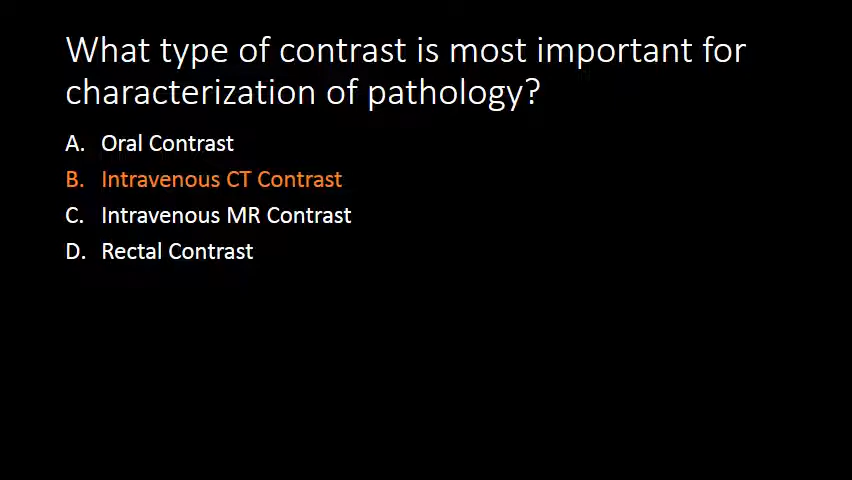 What type of contrast is most important for
characterization of pathology?
A. Oral Contrast
B. Intravenous CT Contrast
C. Intravenous MR Contrast
D. Rectal Contrast